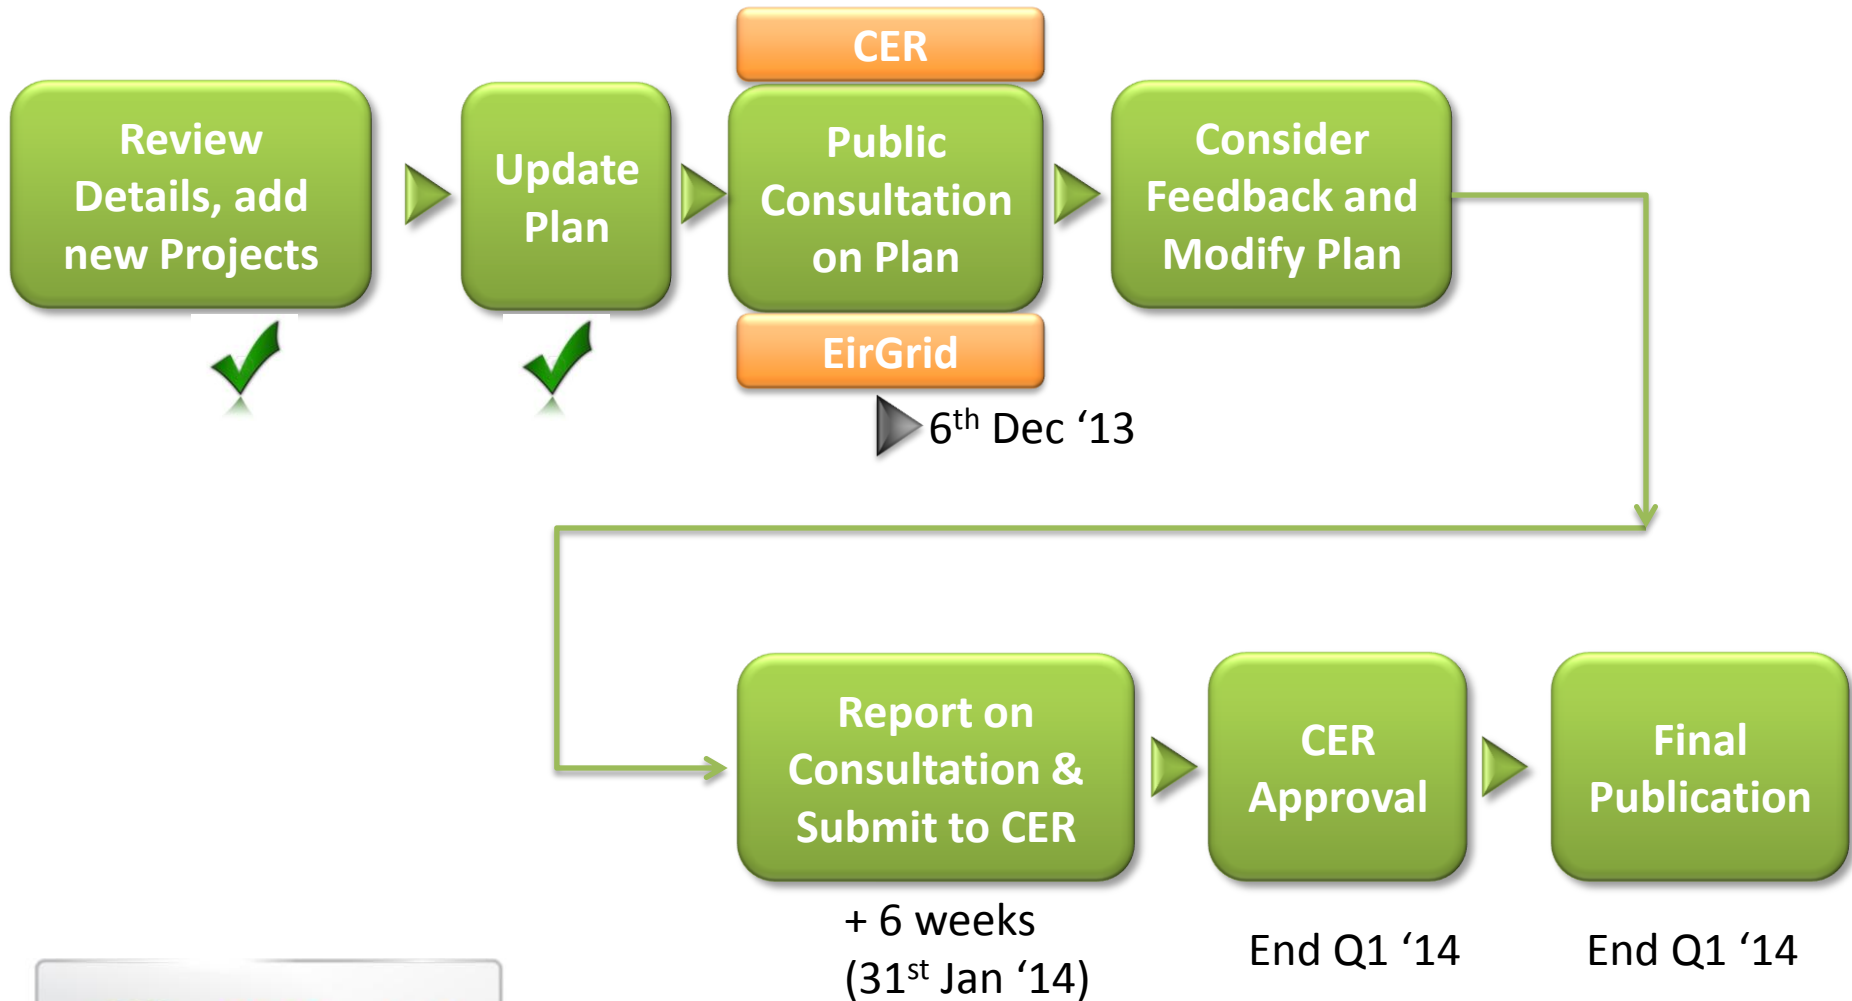 CER
Review
Details, add
new Projects
Update
Plan
Public
Consultation
on Plan
Consider
Feedback and
Modify Plan
EirGrid
6th Dec ‘13
Report on
Consultation &
Submit to CER
CER
Approval
Final
Publication
+ 6 weeks
(31st Jan ‘14)
End Q1 ‘14
End Q1 ‘14